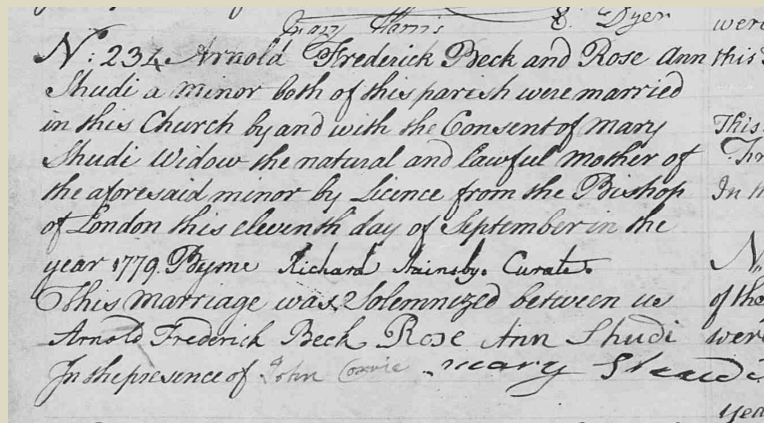 Mary Harris E. Dyer
N: 234 Arnold Frederick Beck and Rose Ann
Shudi a minor both of this parish were married
in this Church by and with the Consent of Mary
Shudi Widow the natural and lawful Mother of
the aforesaid minor by Licence from the Bishop
of London this eleventh day of September in the
year 1779. By me Richard Stainsby. Curate.
This Marriage was Solemnized between us
Arnold Frederick Beck Rose Ann Shudi
In the presence of John Mary Shudi
were
this
This
In
of the
were
year